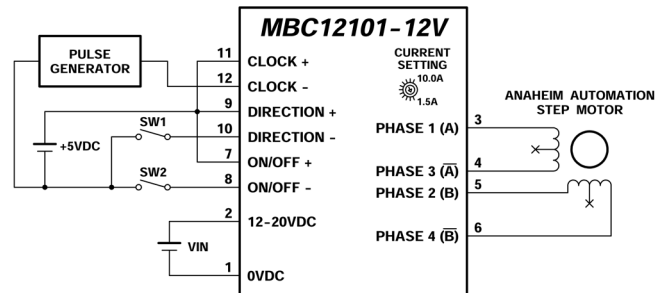 MBC12101-12V
PULSE
GENERATOR
11 CLOCK +
12 CLOCK -
9 DIRECTION +
10 DIRECTION -
7 ON/OFF +
8 ON/OFF -
2 12-20VDC
1 0VDC
SW1
SW2
+5VDC
VIN
CURRENT
SETTING
10.0A
1.5A
PHASE 1 (A) 3
PHASE 3 (A̅) 4
PHASE 2 (B) 5
PHASE 4 (B̅) 6
ANAHEIM AUTOMATION
STEP MOTOR